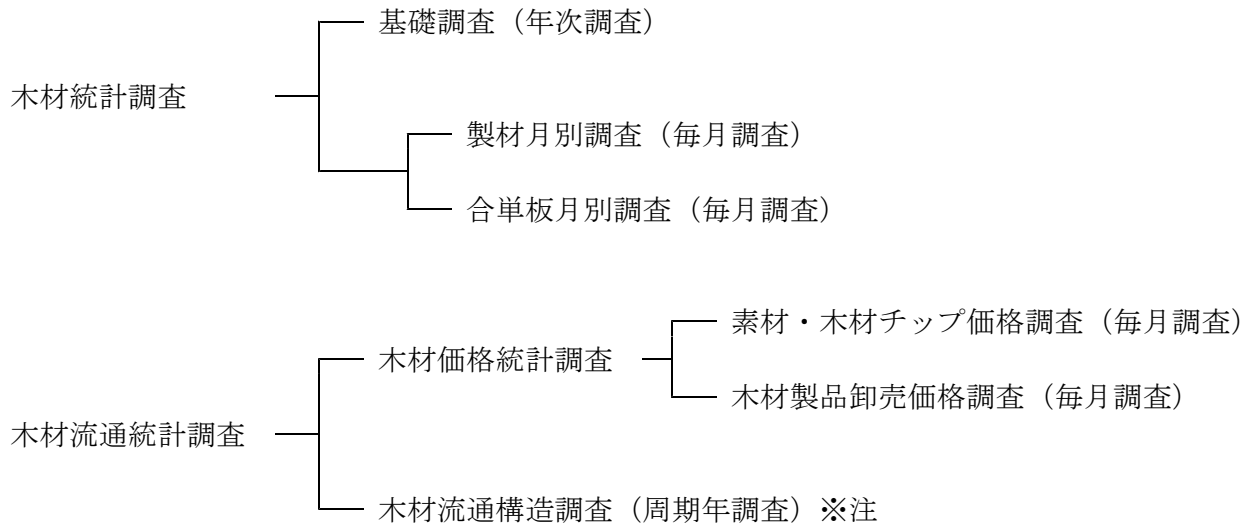 基礎調査（年次調査）
木材統計調査
製材月別調査（毎月調査）
合単板月別調査（毎月調査）
素材・木材チップ価格調査（毎月調査）
木材価格統計調査
木材製品卸売価格調査（毎月調査）
木材流通統計調査
木材流通構造調査（周期年調査）※注